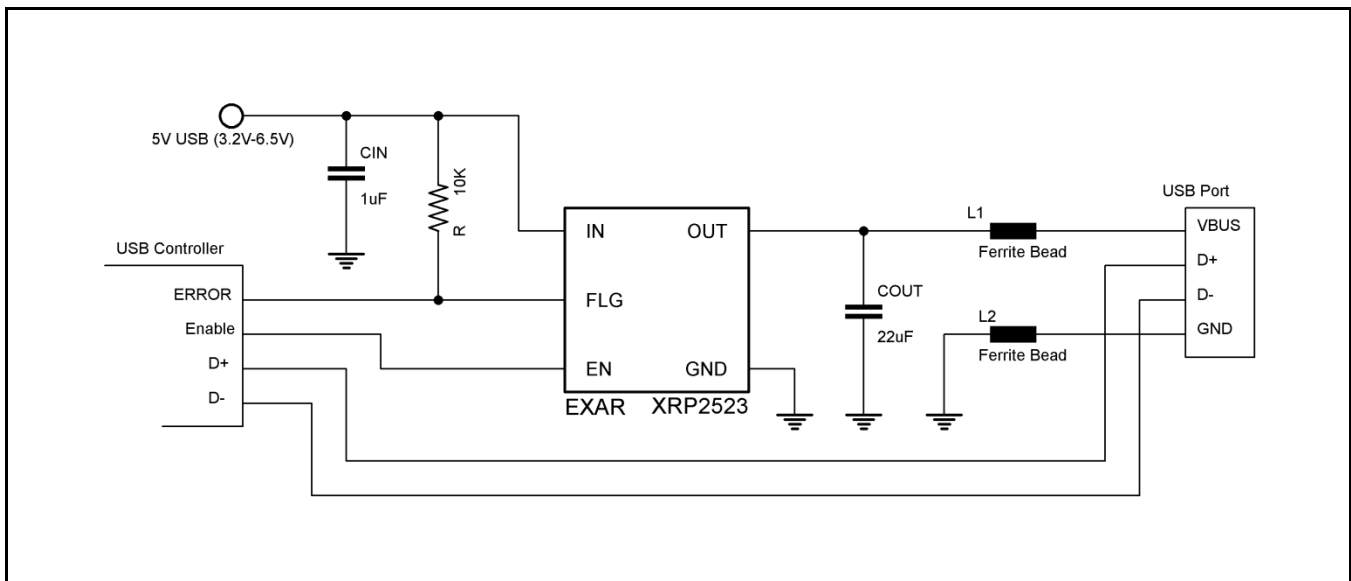 5V USB (3.2V-6.5V)
CIN
1uF
10K
R
USB Controller
ERROR
Enable
D+
D-
IN
FLG
EN
OUT
GND
EXAR XRP2523
COUT
22uF
L1
Ferrite Bead
L2
Ferrite Bead
USB Port
VBUS
D+
D-
GND